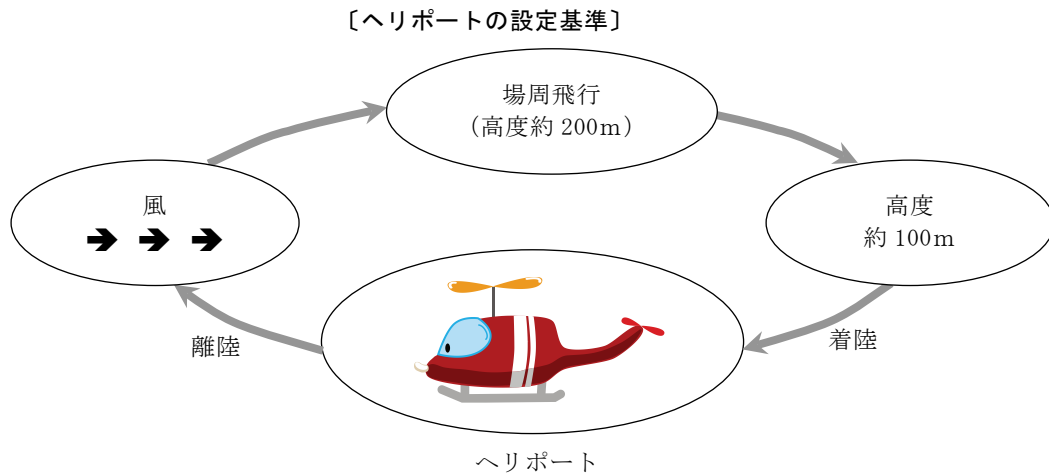 〔ヘリポートの設定基準〕
場周飛行
（高度約 200ｍ）
風
高度
約 100ｍ
離陸
着陸
ヘリポート